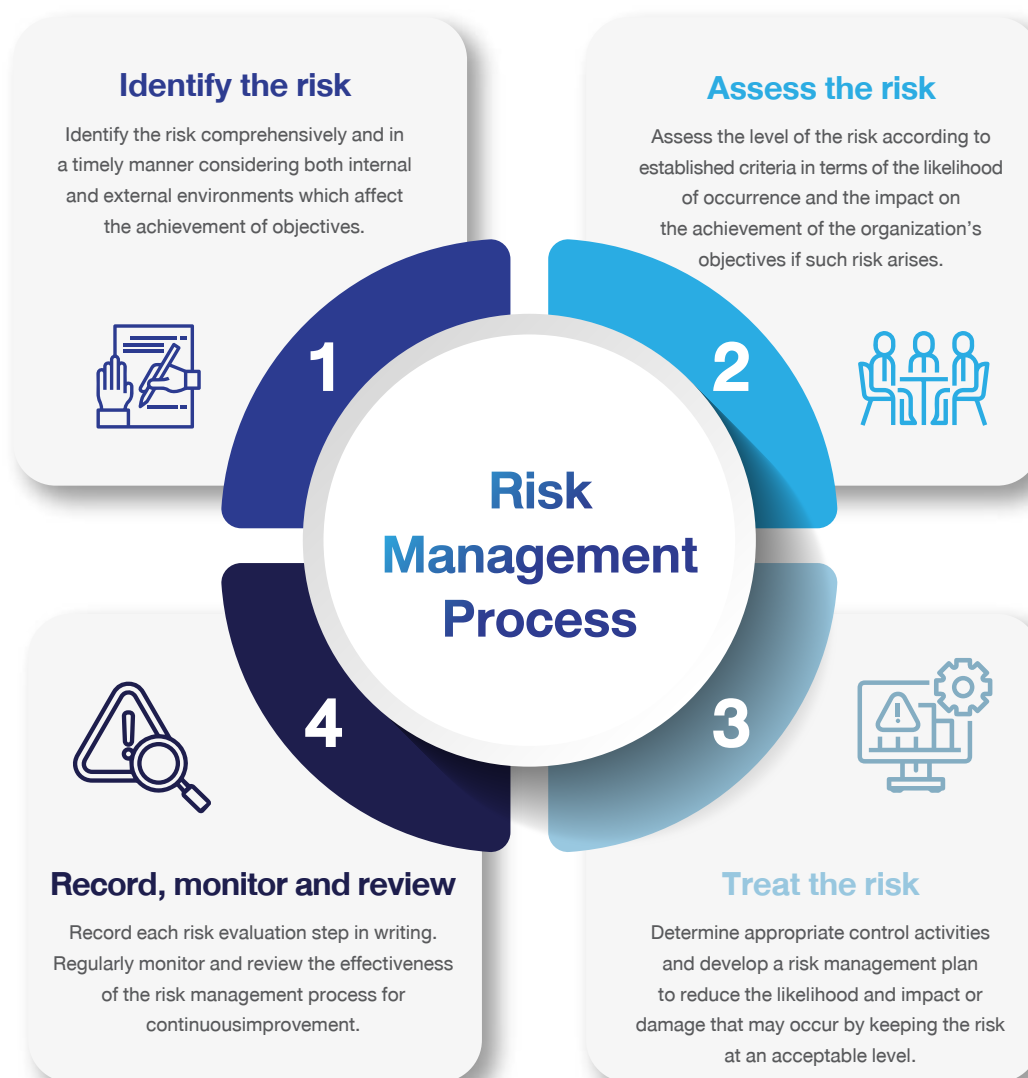 Identify the risk
Identify the risk comprehensively and in
a timely manner considering both internal
and external environments which affect
the achievement of objectives.
1
Assess the risk
Assess the level of the risk according to
established criteria in terms of the likelihood
of occurrence and the impact on
the achievement of the organization's
objectives if such risk arises.
2
Risk
Management
Process
3
Treat the risk
Determine appropriate control activities
and develop a risk management plan
to reduce the likelihood and impact or
damage that may occur by keeping the risk
at an acceptable level.
4
Record, monitor and review
Record each risk evaluation step in writing.
Regularly monitor and review the effectiveness
of the risk management process for
continuousimprovement.